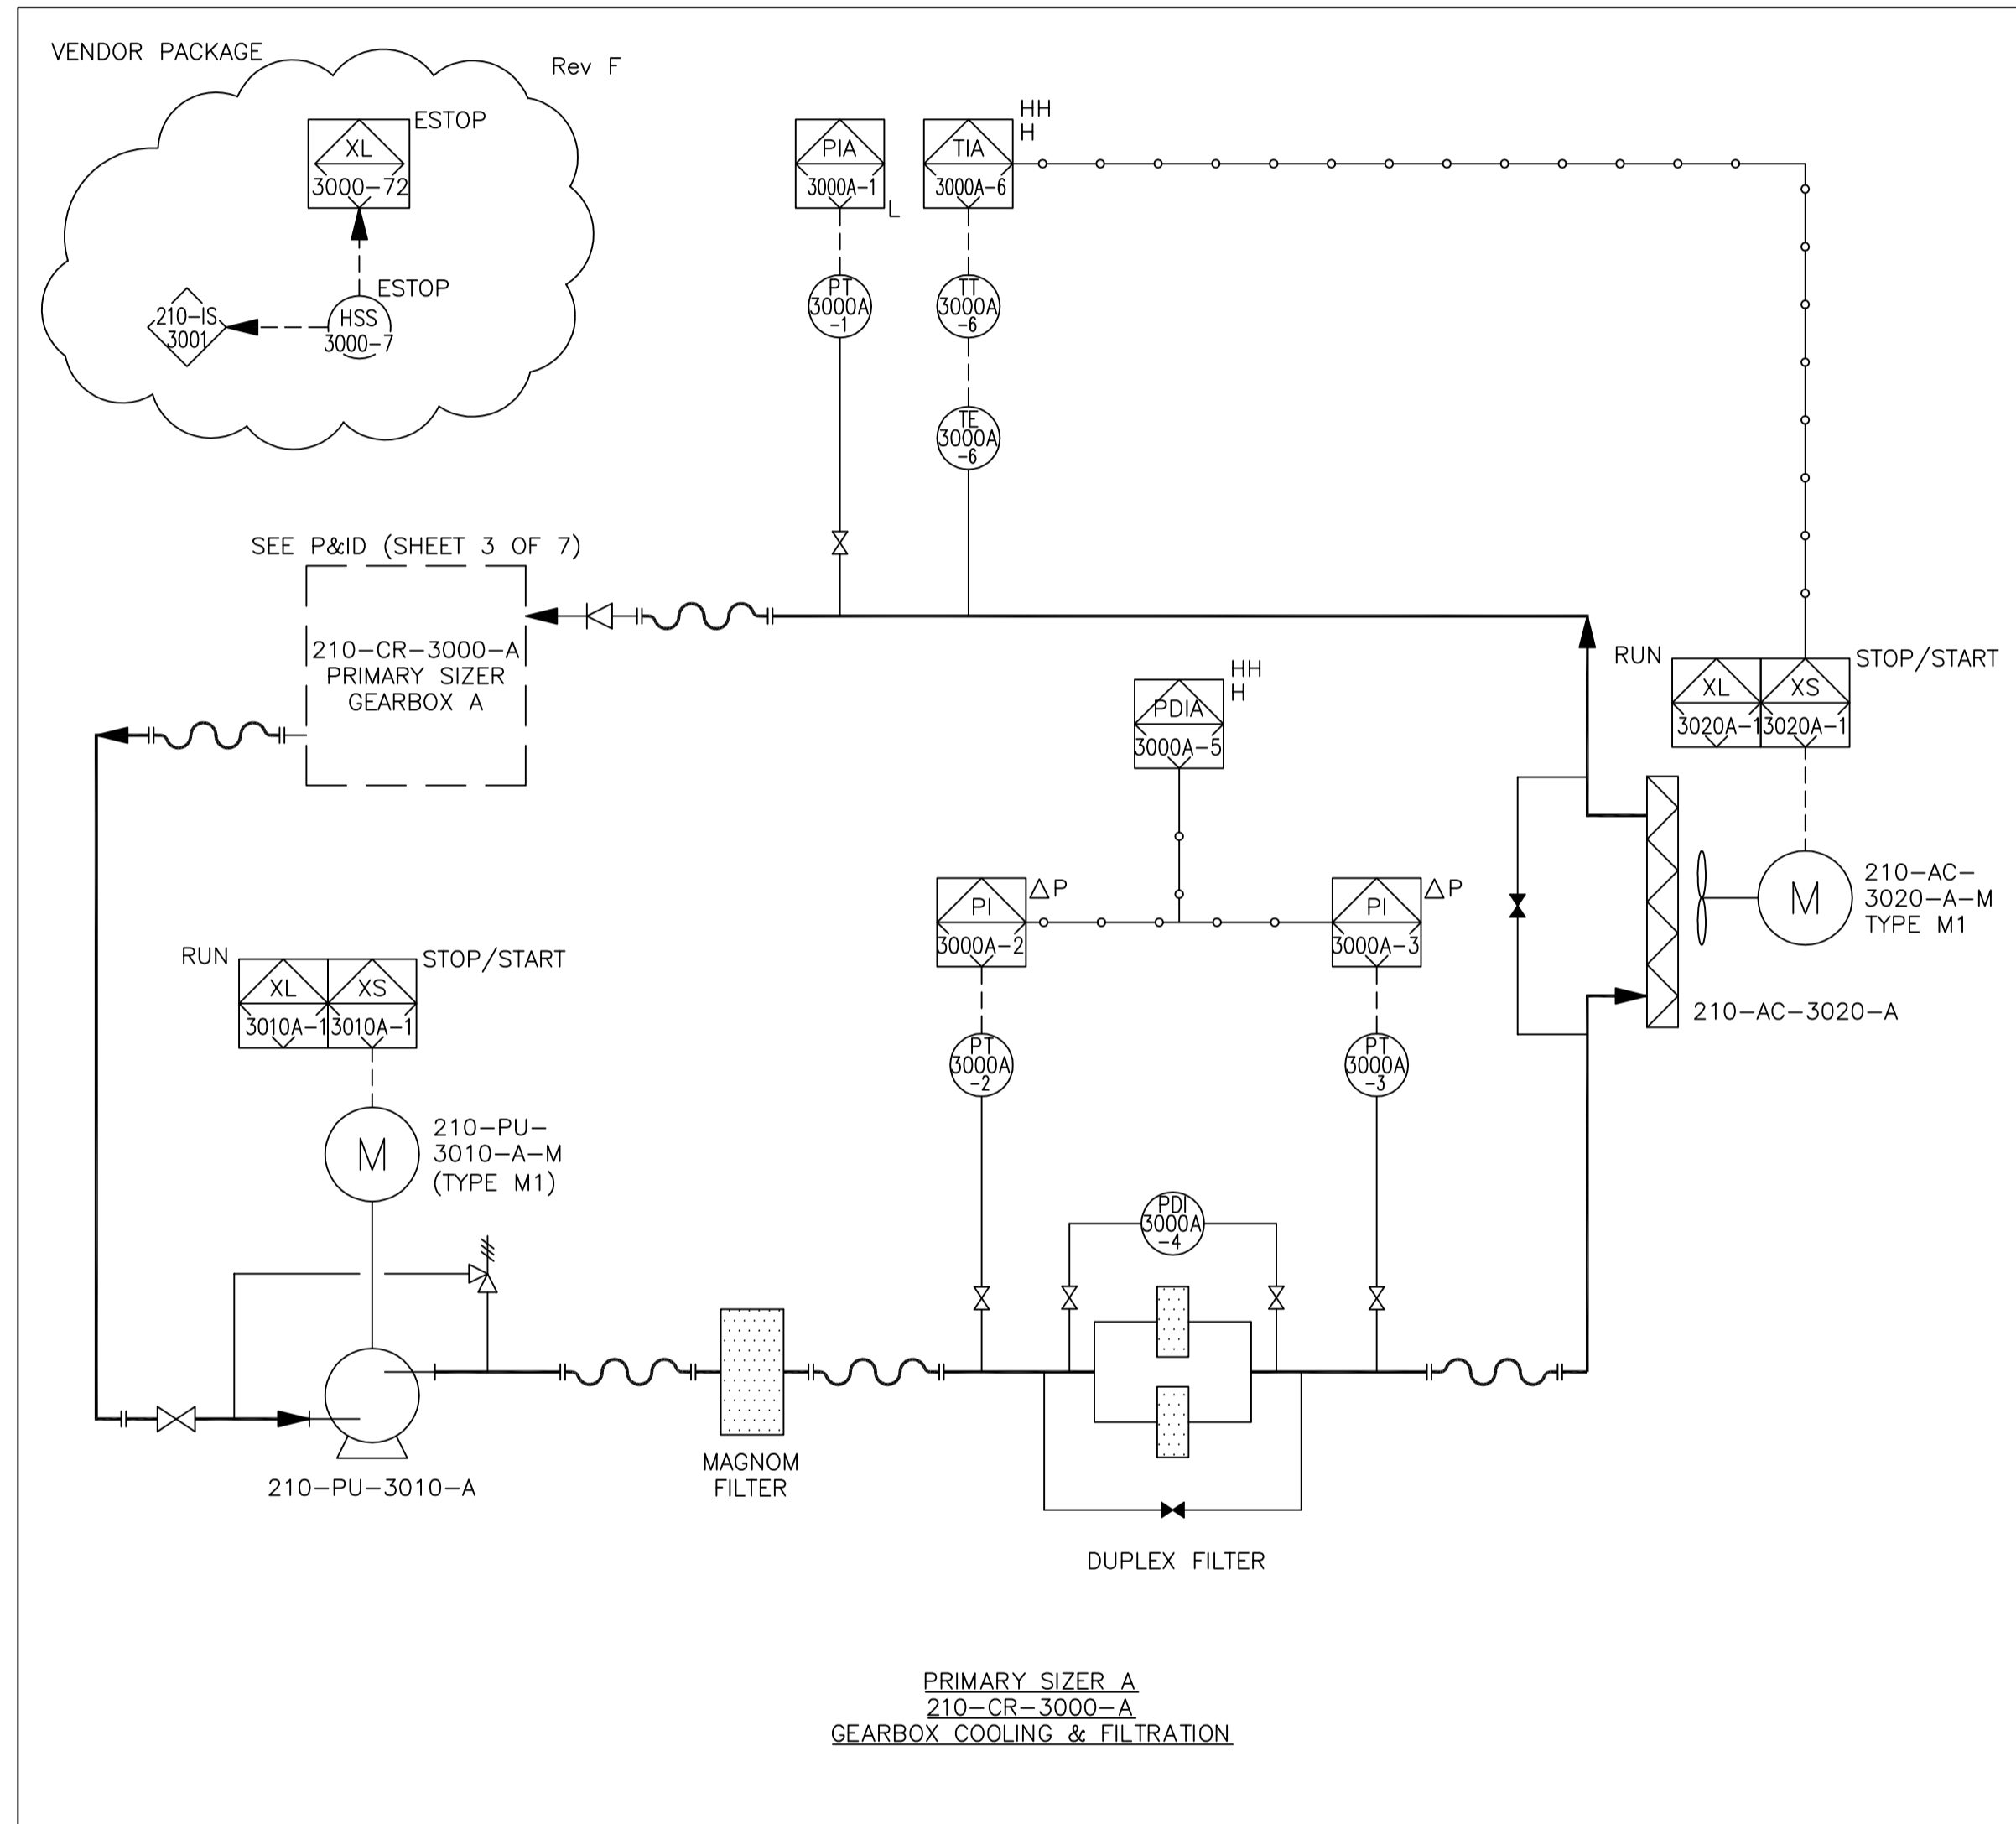 VENDOR PACKAGE
Rev F
ESTOP
XL
3000-72
ESTOP
HSS
3000-7
210-IS
3001
PIA
3000A-1
L
HH
H
TIA
3000A-6
PT
3000A
-1
TT
3000A
-6
TE
3000A
-6
SEE P&ID (SHEET 3 OF 7)
210-CR-3000-A
PRIMARY SIZER
GEARBOX A
RUN
STOP/START
XL
XS
3020A-1
3020A-1
HH
H
PDIA
3000A-5
△P
PI
3000A-2
△P
PI
3000A-3
M
210-AC-
3020-A-M
TYPE M1
210-AC-3020-A
RUN
STOP/START
XL
XS
3010A-1
3010A-1
PT
3000A
-2
PT
3000A
-3
M
210-PU-
3010-A-M
(TYPE M1)
PDI
3000A
-4
210-PU-3010-A
MAGNOM
FILTER
DUPLEX FILTER
PRIMARY SIZER A
210-CR-3000-A
GEARBOX COOLING & FILTRATION